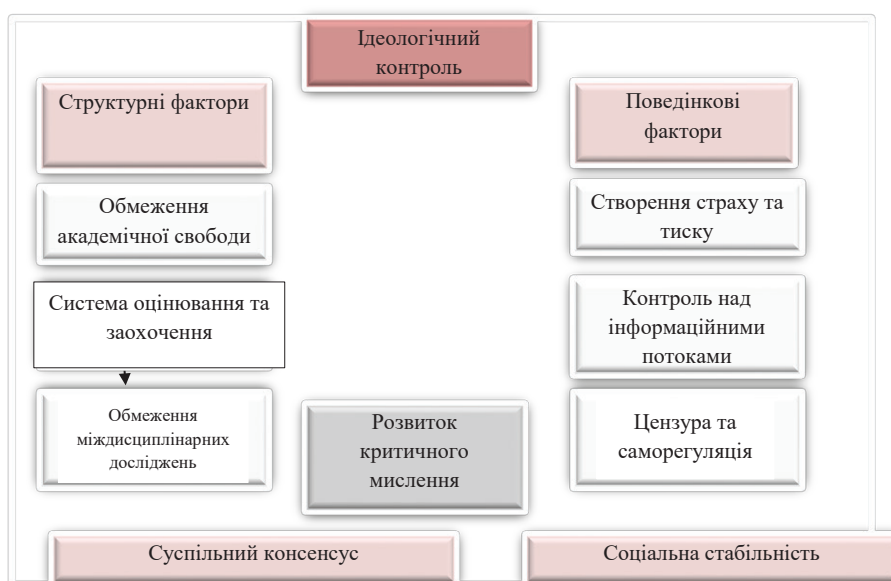 Ідеологічний
контроль
Структурні фактори
Поведінкові
фактори
Обмеження
академічної свободи
Створення страху та
тиску
Система оцінювання та
заохочення
Контроль над
інформаційними
потоками
Обмеження
міждисциплінарних
досліджень
Розвиток
критичного
мислення
Цензура та
саморегуляція
Суспільний консенсус
Соціальна стабільність